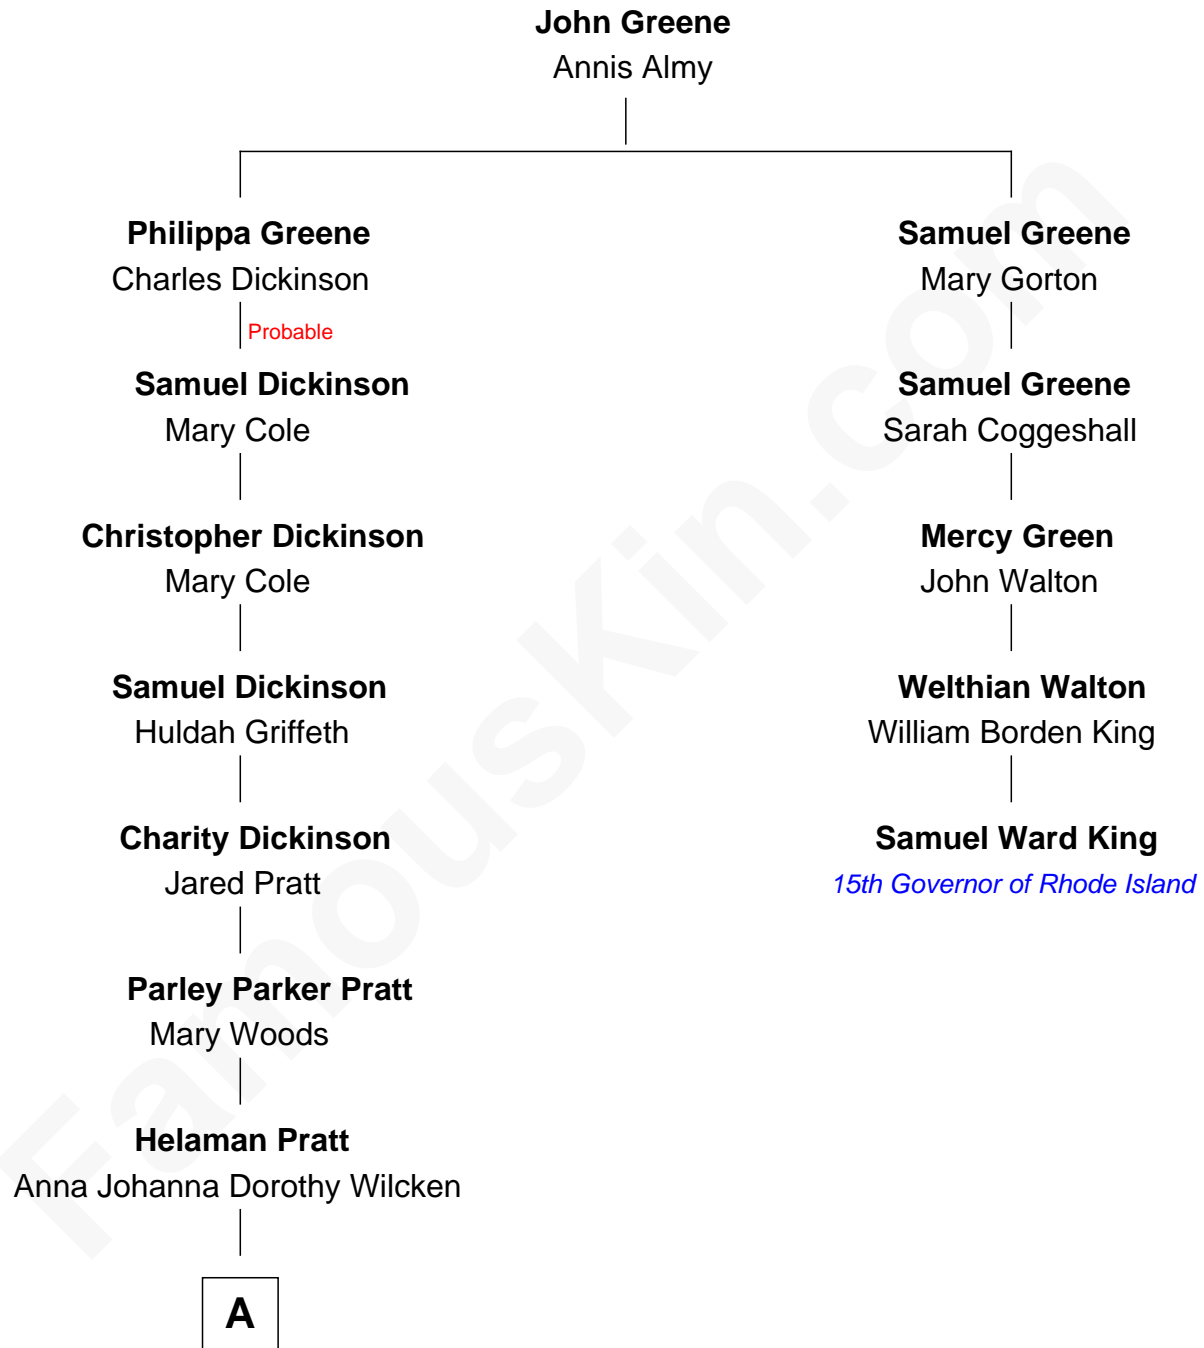 John Greene
Annis Almy
Philippa Greene
Charles Dickinson
Probable
Samuel Dickinson
Mary Cole
Christopher Dickinson
Mary Cole
Samuel Dickinson
Huldah Griffeth
Charity Dickinson
Jared Pratt
Parley Parker Pratt
Mary Woods
Helaman Pratt
Anna Johanna Dorothy Wilcken
A
Samuel Greene
Mary Gorton
Samuel Greene
Sarah Coggeshall
Mercy Green
John Walton
Welthian Walton
William Borden King
Samuel Ward King
15th Governor of Rhode Island
FamousKin.com